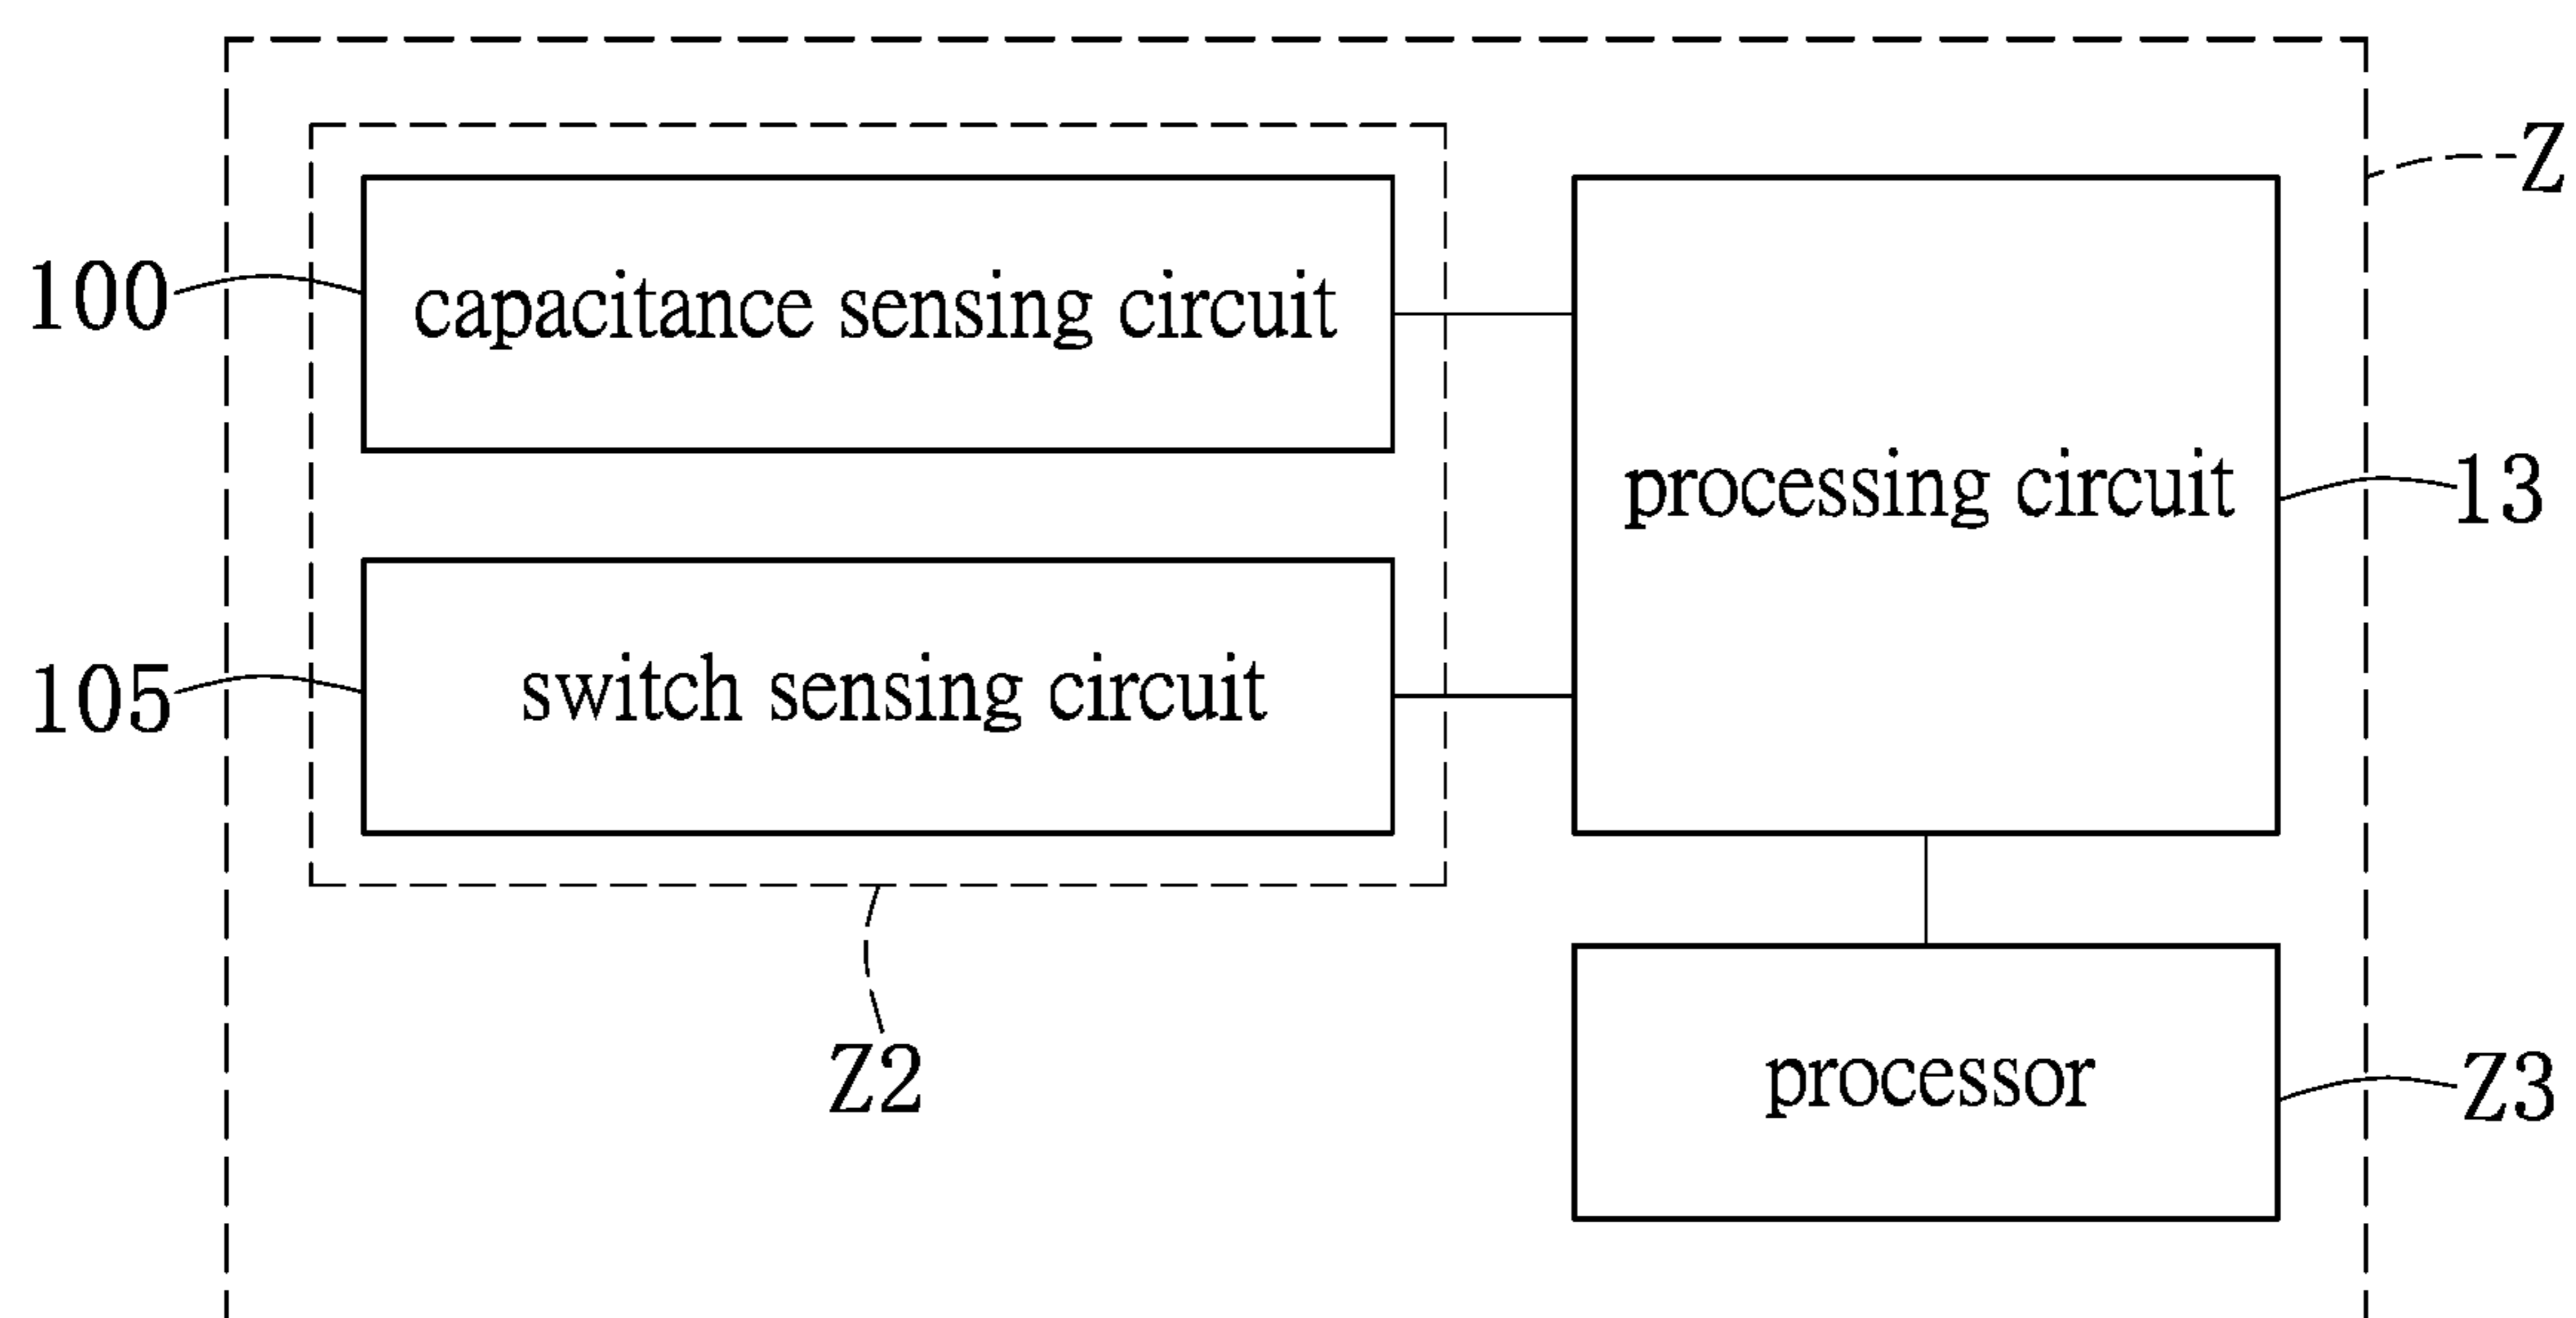 Z
100
capacitance sensing circuit
processing circuit
13
105
switch sensing circuit
Z2
processor
Z3